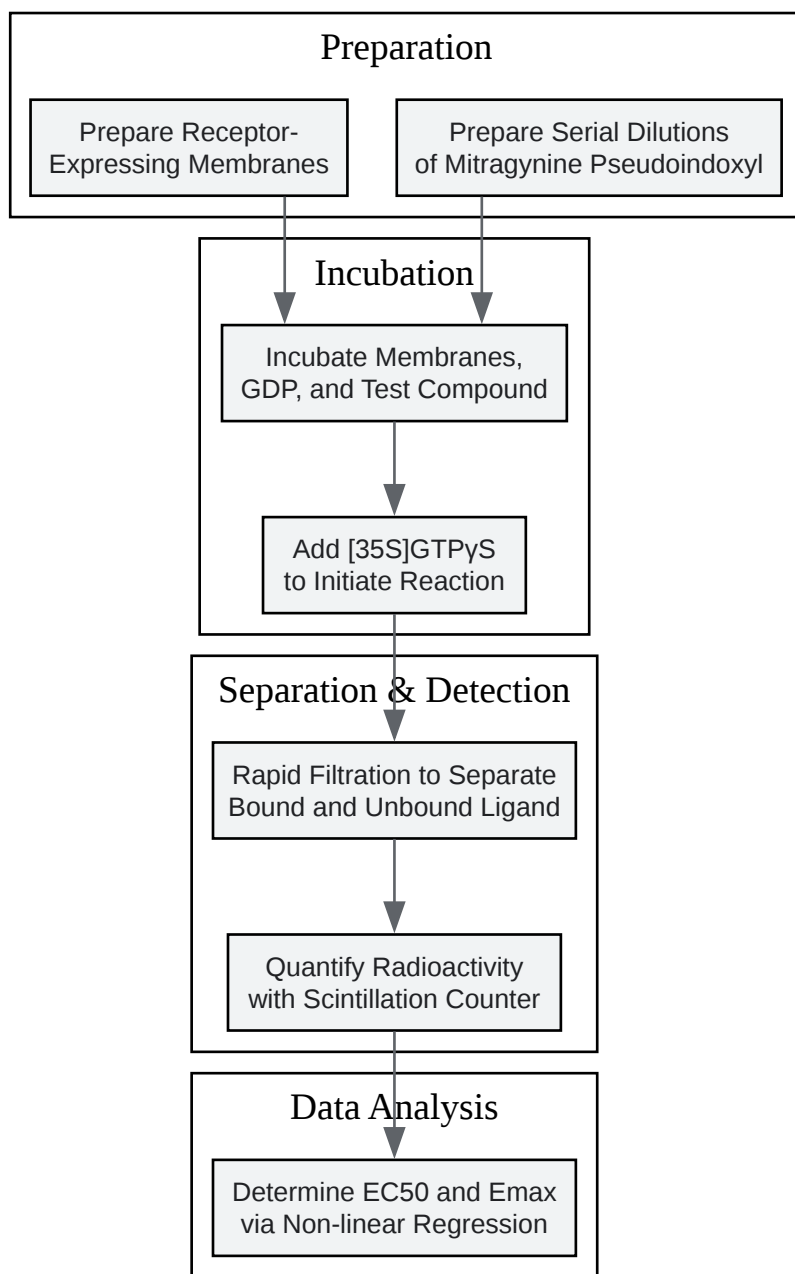 Preparation
Prepare Receptor-
Expressing Membranes
Prepare Serial Dilutions
of Mitragynine Pseudoindoxyl
Incubation
Incubate Membranes,
GDP, and Test Compound
Add [35S]GTPγS
to Initiate Reaction
Separation & Detection
Rapid Filtration to Separate
Bound and Unbound Ligand
Quantify Radioactivity
with Scintillation Counter
Data Analysis
Determine EC50 and Emax
via Non-linear Regression